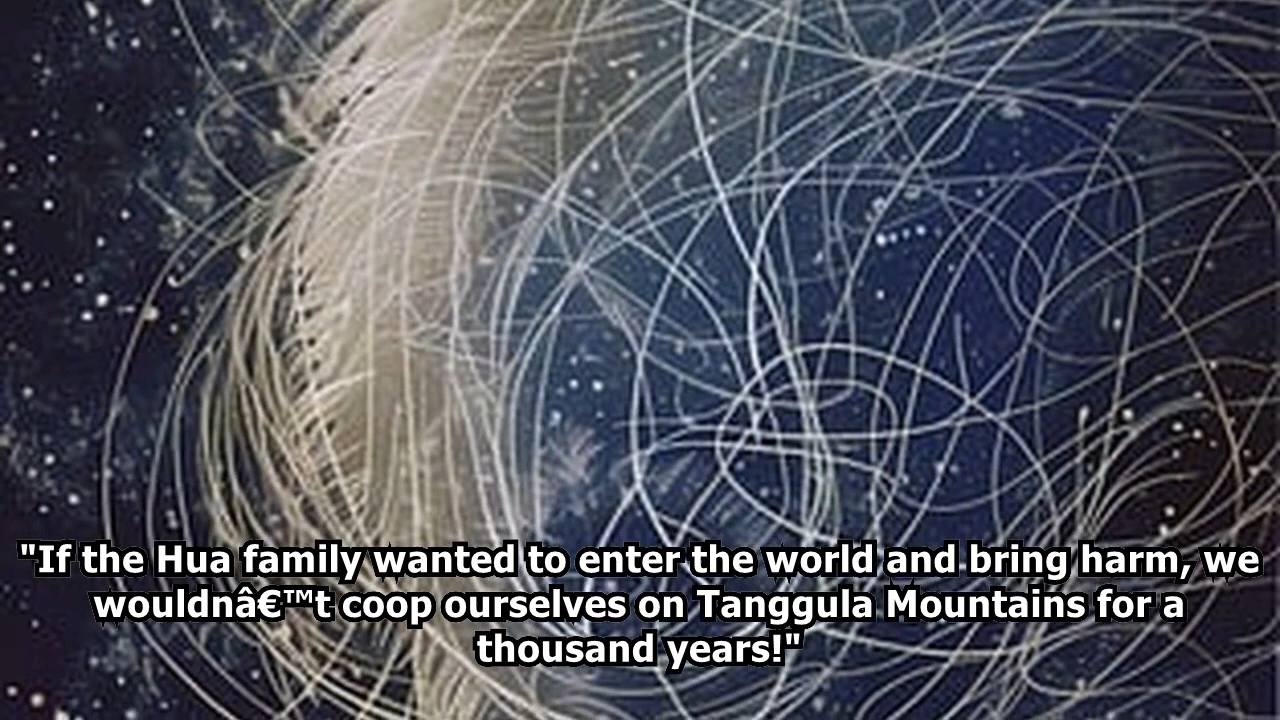 "If the Hua family wanted to enter the world and bring harm, we
wouldnâ€™t coop ourselves on Tanggula Mountains for a
thousand years!"